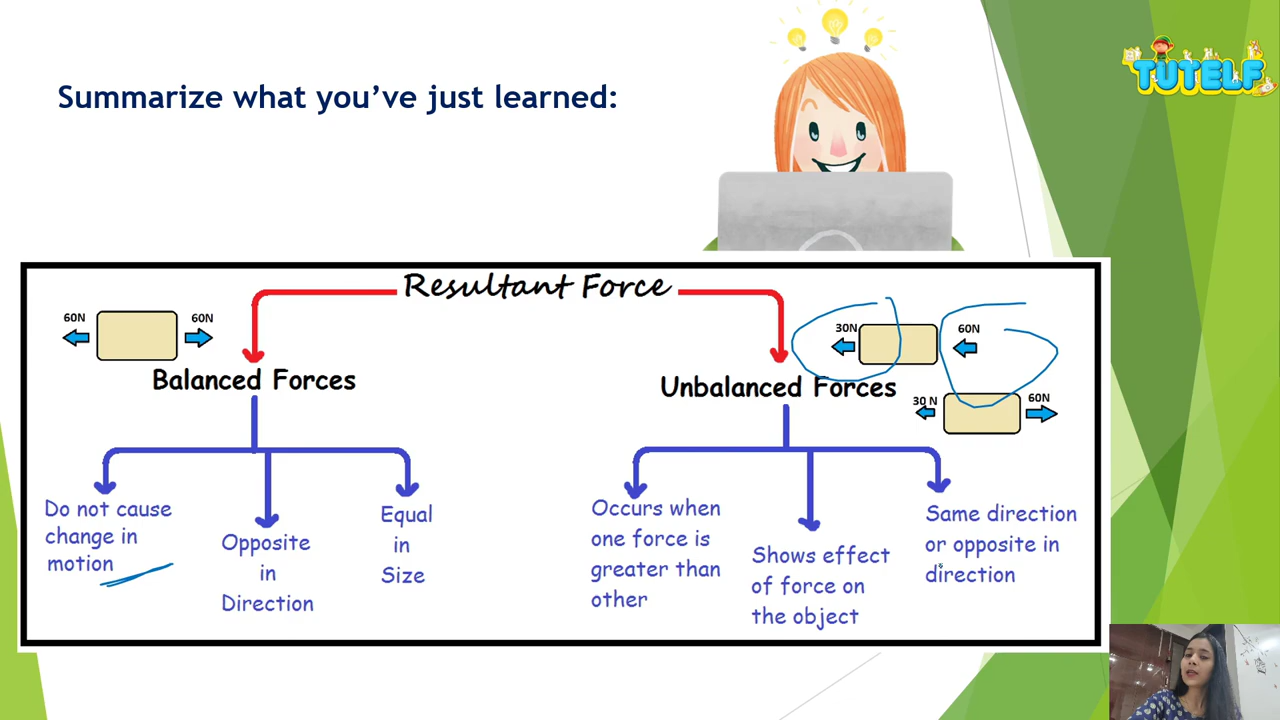 TUTELF
Summarize what you've just learned:
Resultant Force
60N
60N
30N
60N
Balanced Forces
Unbalanced Forces
30 N
60N
Do not cause
change in
motion
Opposite
in
Direction
Equal
in
Size
Occurs when
one force is
greater than
other
Shows effect
of force on
the object
Same direction
or opposite in
direction